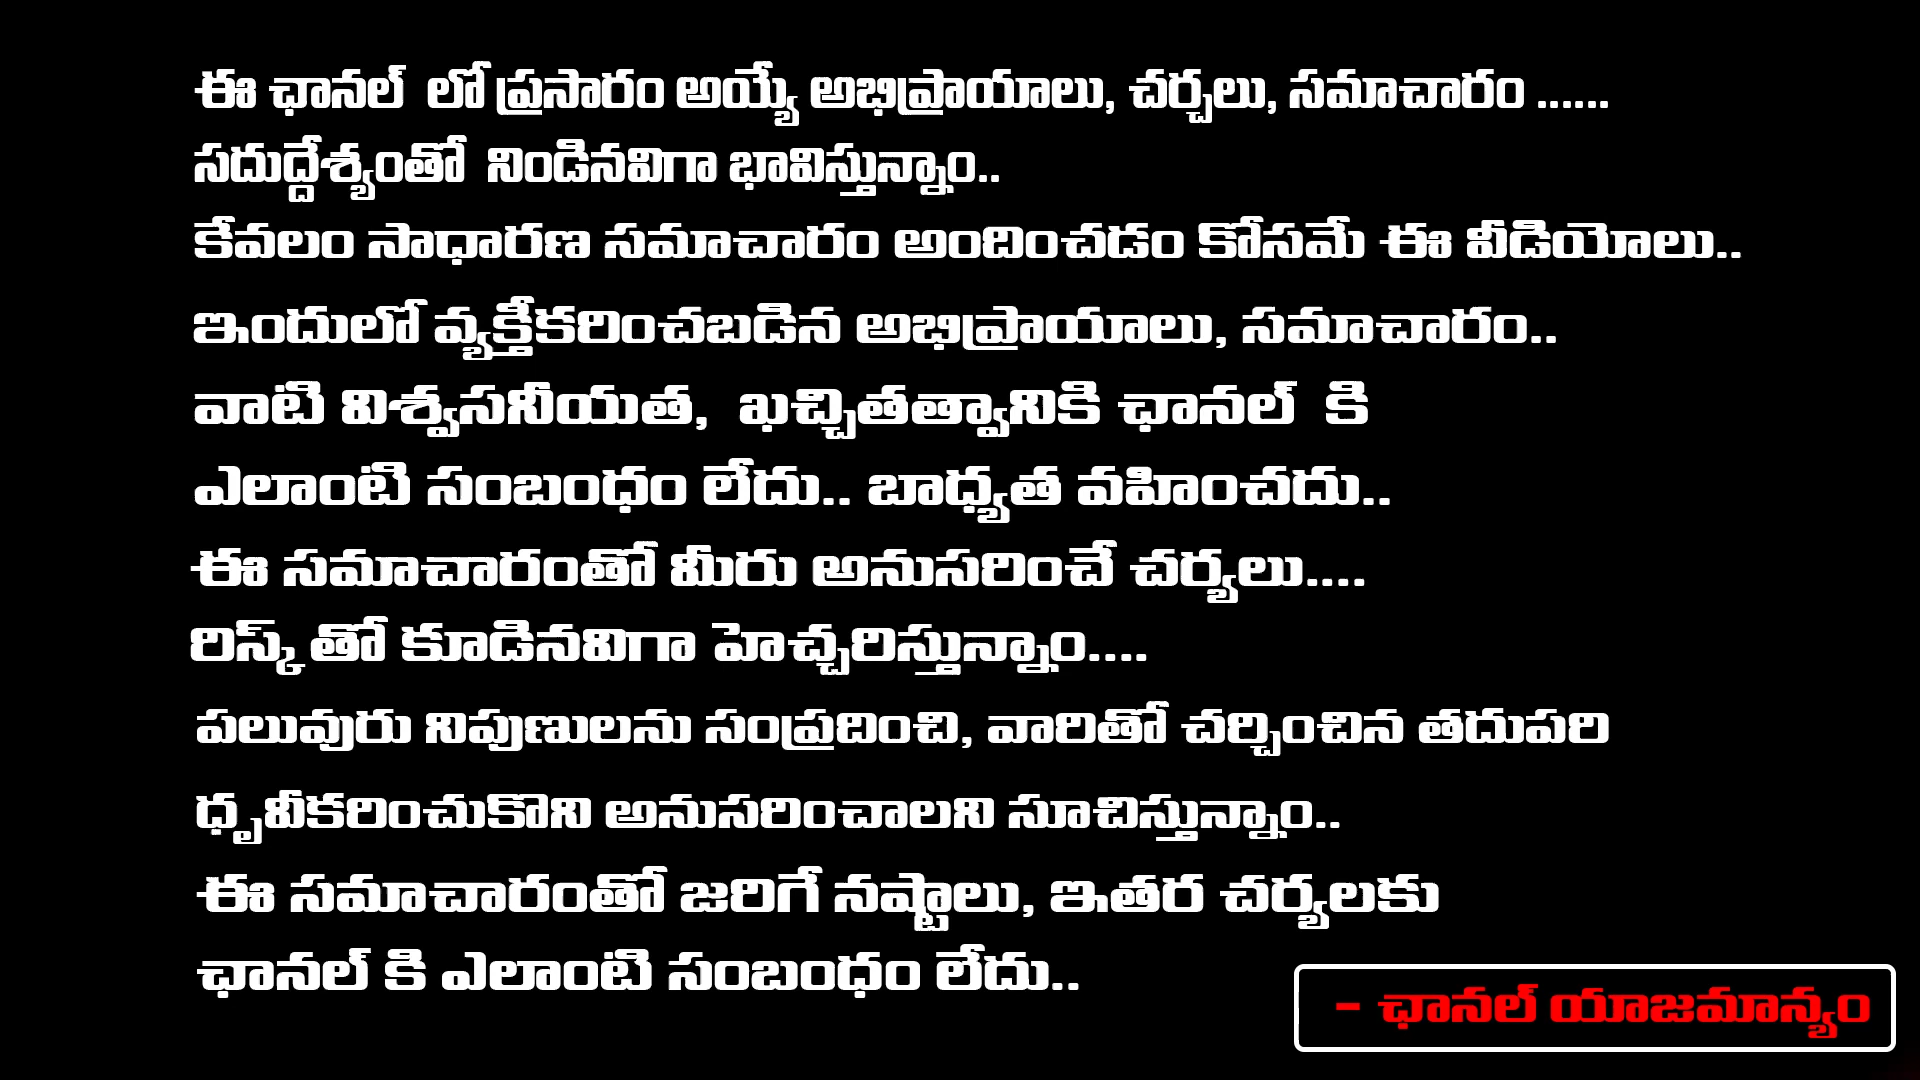 ఈ ఛానల్ లో ప్రసారం అయ్యే అభిప్రాయాలు, చర్చలు, సమాచారం ......
సదుద్దేశ్యంతో నిండినవిగా భావిస్తున్నాం..
కేవలం సాధారణ సమాచారం అందించడం కోసమే ఈ వీడియోలు..
ఇందులో వ్యక్తీకరించబడిన అభిప్రాయాలు, సమాచారం..
వాటి విశ్వసనీయత, ఖచ్చితత్వానికి ఛానల్ కి
ఎలాంటి సంబంధం లేదు.. బాధ్యత వహించదు..
ఈ సమాచారంతో మీరు అనుసరించే చర్యలు....
రిస్క్ తో కూడినవిగా హెచ్చరిస్తున్నాం....
పలువురు నిపుణులను సంప్రదించి, వారితో చర్చించిన తదుపరి
ధృవీకరించుకొని అనుసరించాలని సూచిస్తున్నాం..
ఈ సమాచారంతో జరిగే నష్టాలు, ఇతర చర్యలకు
ఛానల్ కి ఎలాంటి సంబంధం లేదు..
- ఛానల్ యాజమాన్యం